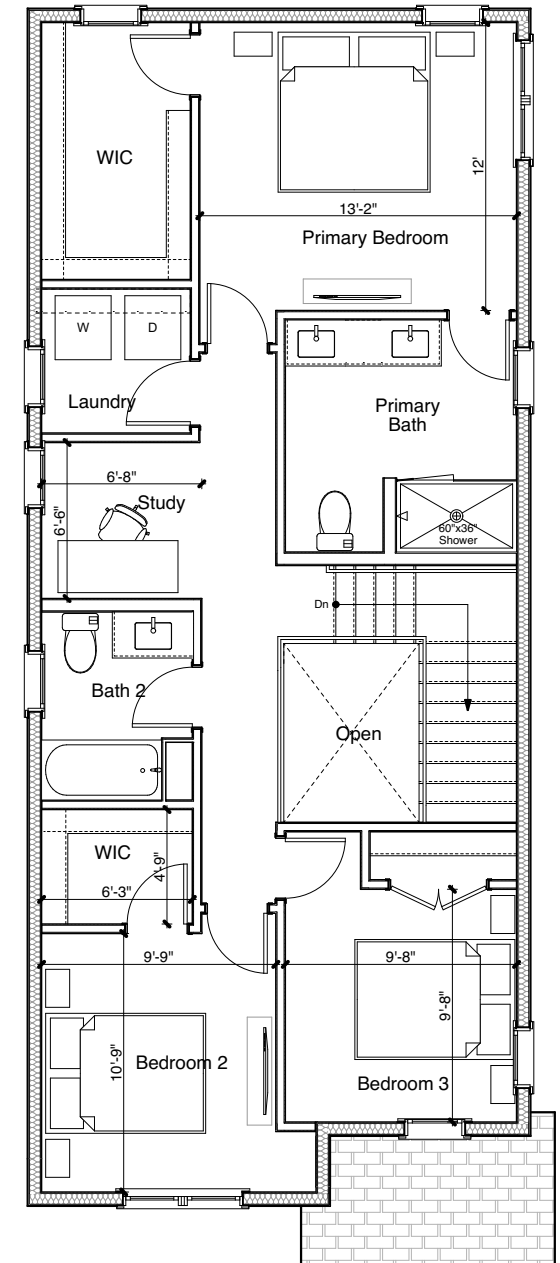 WIC
12'
13'-2"
Primary Bedroom
W
D
Laundry
Primary
Bath
6'-8"
Study
6'-6"
60"x36"
Shower
Dn
Bath 2
Open
WIC
4'-9"
6'-3"
9'-9"
9'-8"
9'-8"
10'-9"
Bedroom 2
Bedroom 3